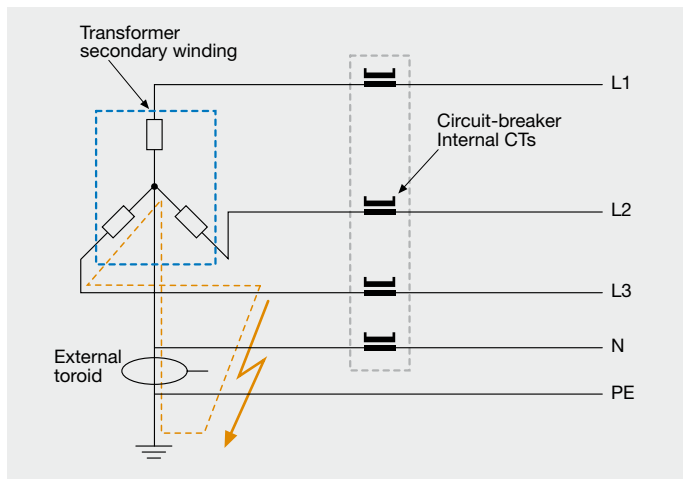 Transformer
secondary winding
L1
Circuit-breaker
Internal CTs
L2
L3
N
External
toroid
PE